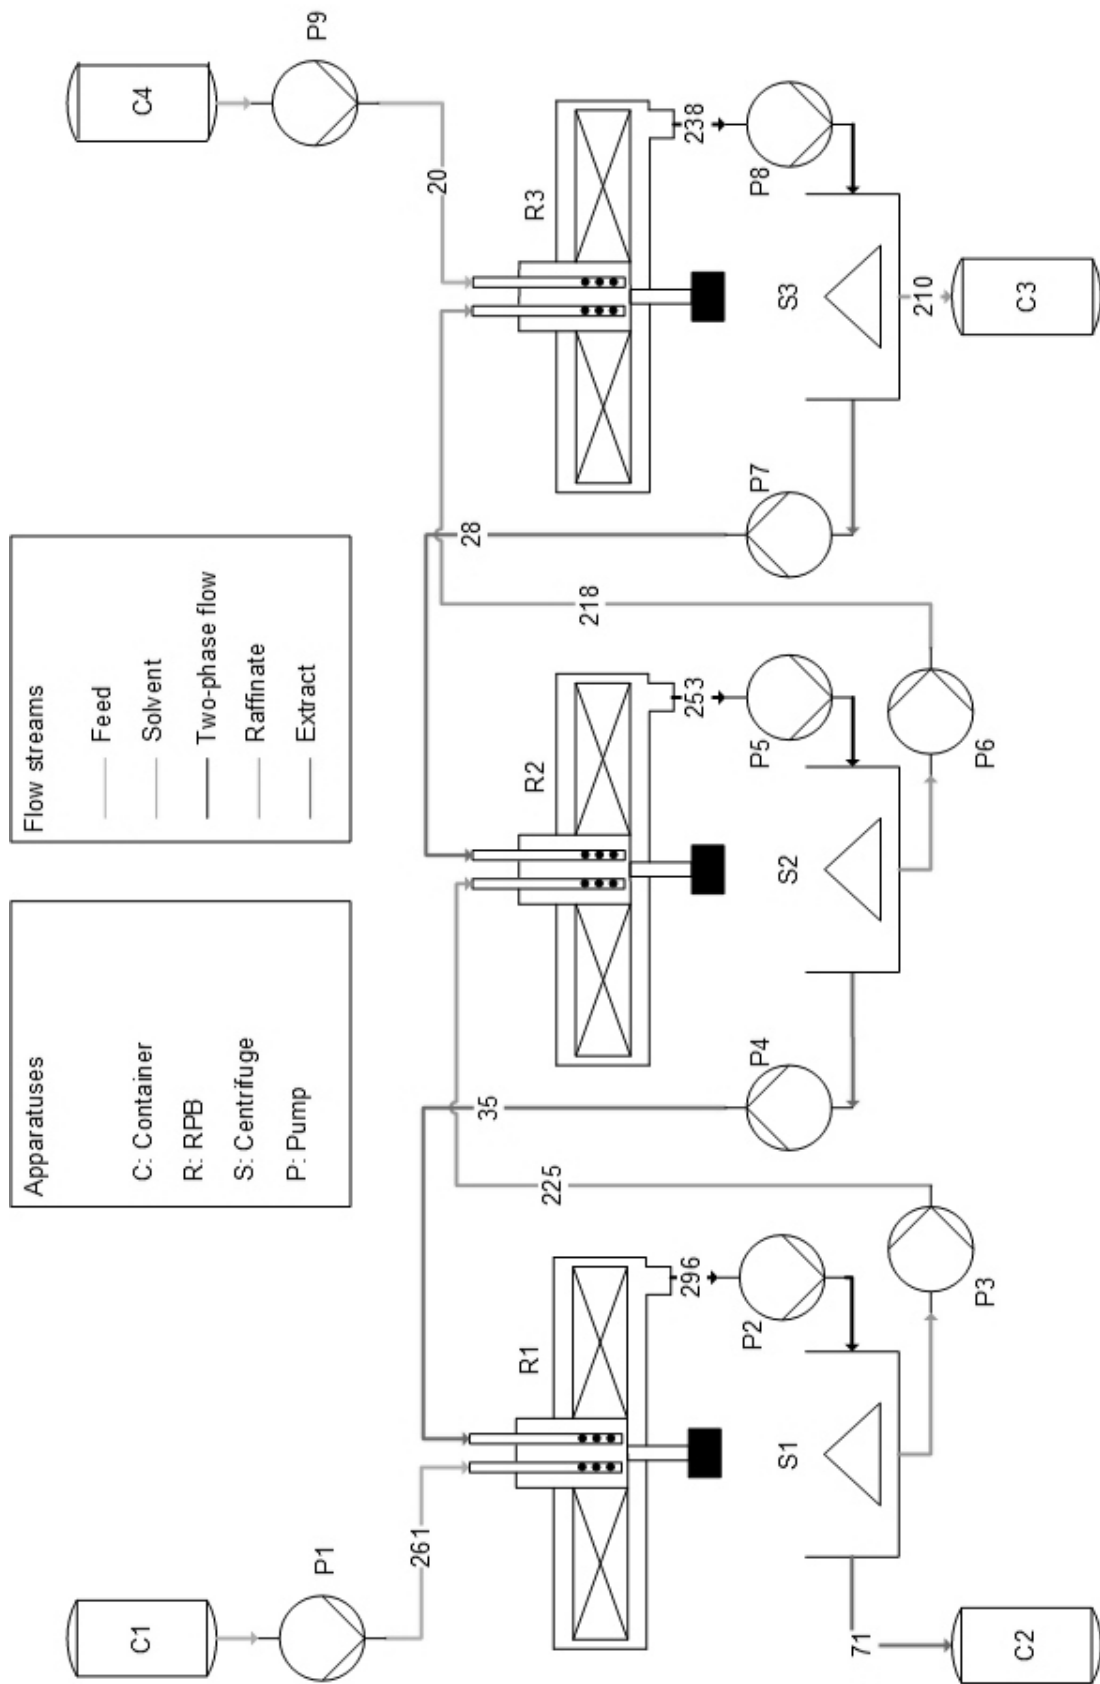 Apparatuses
C: Container
R: RPB
S: Centrifuge
P: Pump
Flow streams
Feed
Solvent
Two-phase flow
Raffinate
Extract
C1
P1
261
R1
296
P2
S1
71
C2
P3
225
35
P4
R2
253
P5
S2
P6
218
28
P7
R3
238
P8
S3
210
C3
20
P9
C4